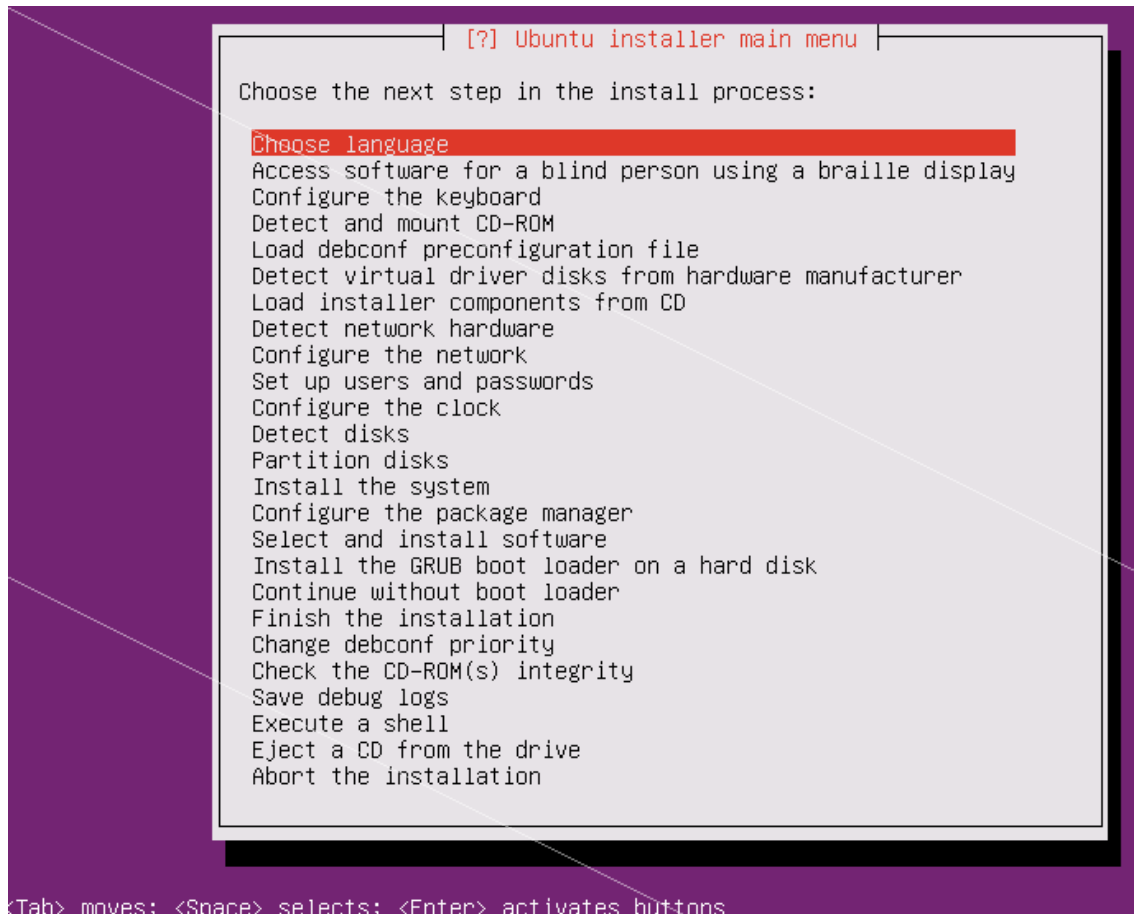 [?] Ubuntu installer main menu
Choose the next step in the install process:
Choose language
Access software for a blind person using a braille display
Configure the keyboard
Detect and mount CD-ROM
Load debconf preconfiguration file
Detect virtual driver disks from hardware manufacturer
Load installer components from CD
Detect network hardware
Configure the network
Set up users and passwords
Configure the clock
Detect disks
Partition disks
Install the system
Configure the package manager
Select and install software
Install the GRUB boot loader on a hard disk
Continue without boot loader
Finish the installation
Change debconf priority
Check the CD-ROM(s) integrity
Save debug logs
Execute a shell
Eject a CD from the drive
Abort the installation
<Tab> moves; <Space> selects; <Enter> activates buttons